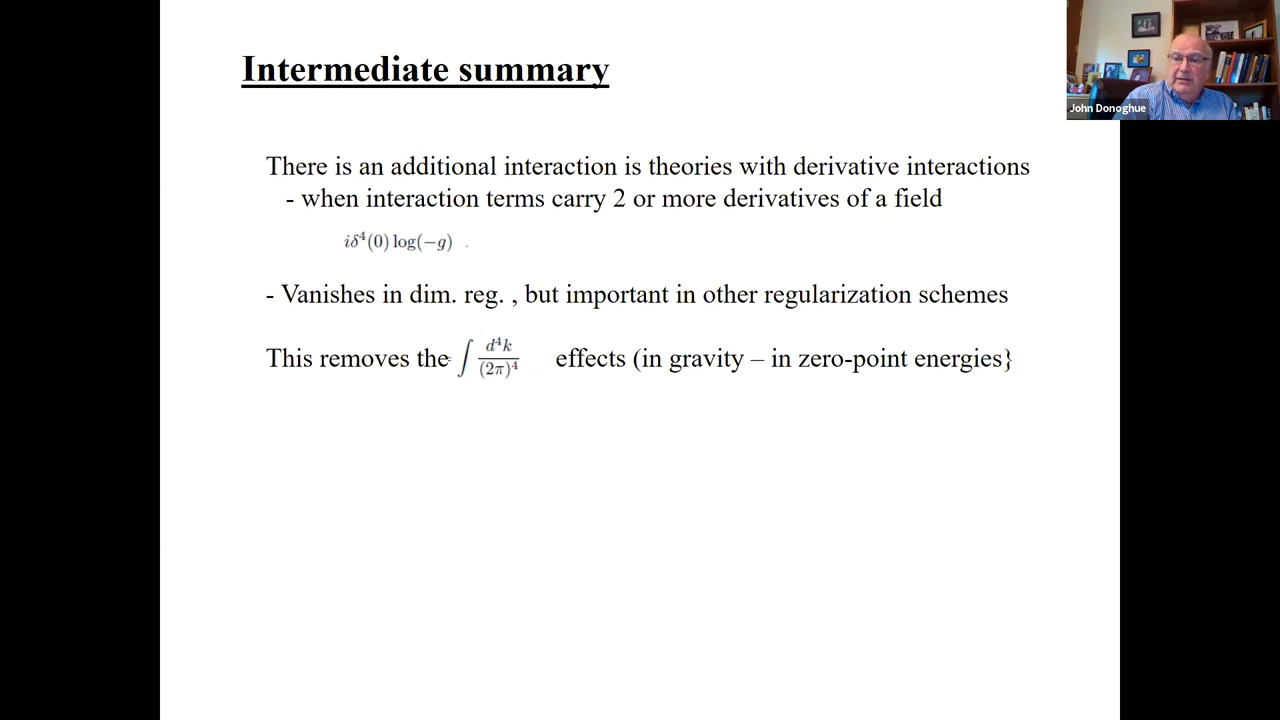 Intermediate summary
John Donoghue
There is an additional interaction is theories with derivative interactions
- when interaction terms carry 2 or more derivatives of a field
iδ⁴(0) log(−g) .
- Vanishes in dim. reg. , but important in other regularization schemes
This removes the ∫ d⁴k/(2π)⁴ effects (in gravity – in zero-point energies}